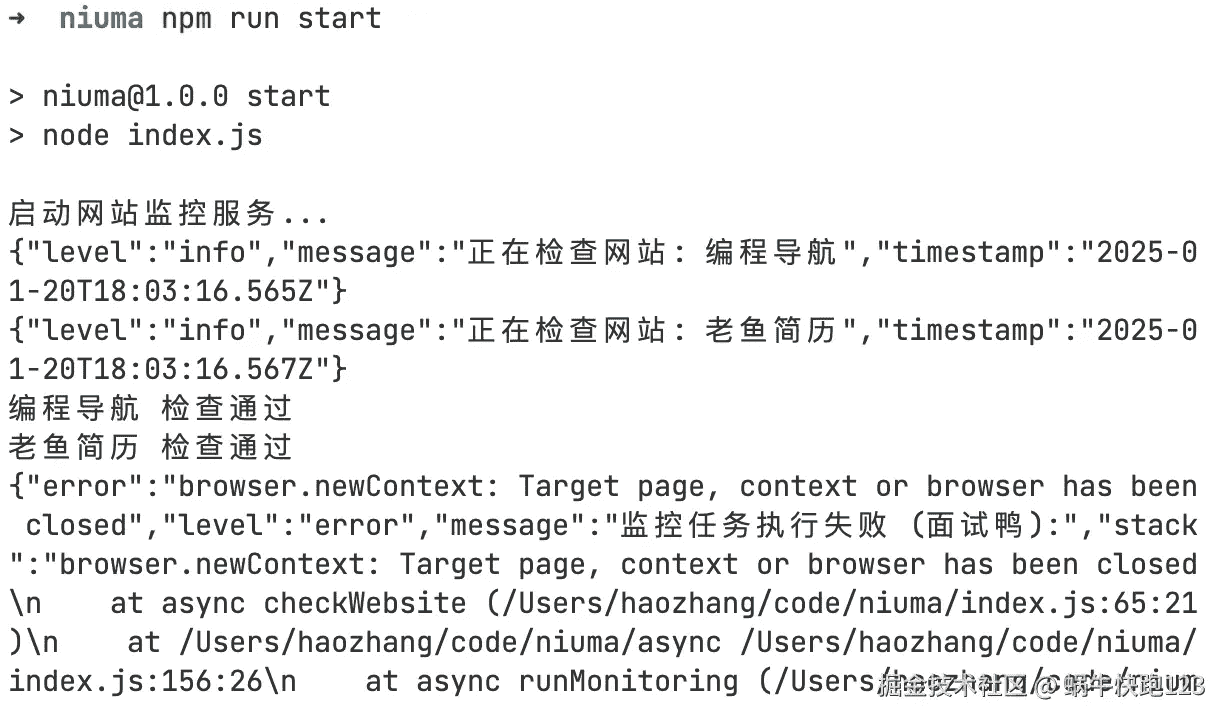 → niuma npm run start
> niuma@1.0.0 start
> node index.js
启动网站监控服务...
{"level":"info","message":"正在检查网站: 编程导航","timestamp":"2025-0
1-20T18:03:16.565Z"}
{"level":"info","message":"正在检查网站: 老鱼简历","timestamp":"2025-0
1-20T18:03:16.567Z"}
编程导航 检查通过
老鱼简历 检查通过
{"error":"browser.newContext: Target page, context or browser has been
 closed","level":"error","message":"监控任务执行失败 (面试鸭):","stack
":"browser.newContext: Target page, context or browser has been closed
\n    at async checkWebsite (/Users/haozhang/code/niuma/index.js:65:21
)\n    at /Users/haozhang/code/niuma/async /Users/haozhang/code/niuma/
index.js:156:26\n    at async runMonitoring (/Users/haozhang/code/nium
掘金技术社区 @ 蜗牛快跑123